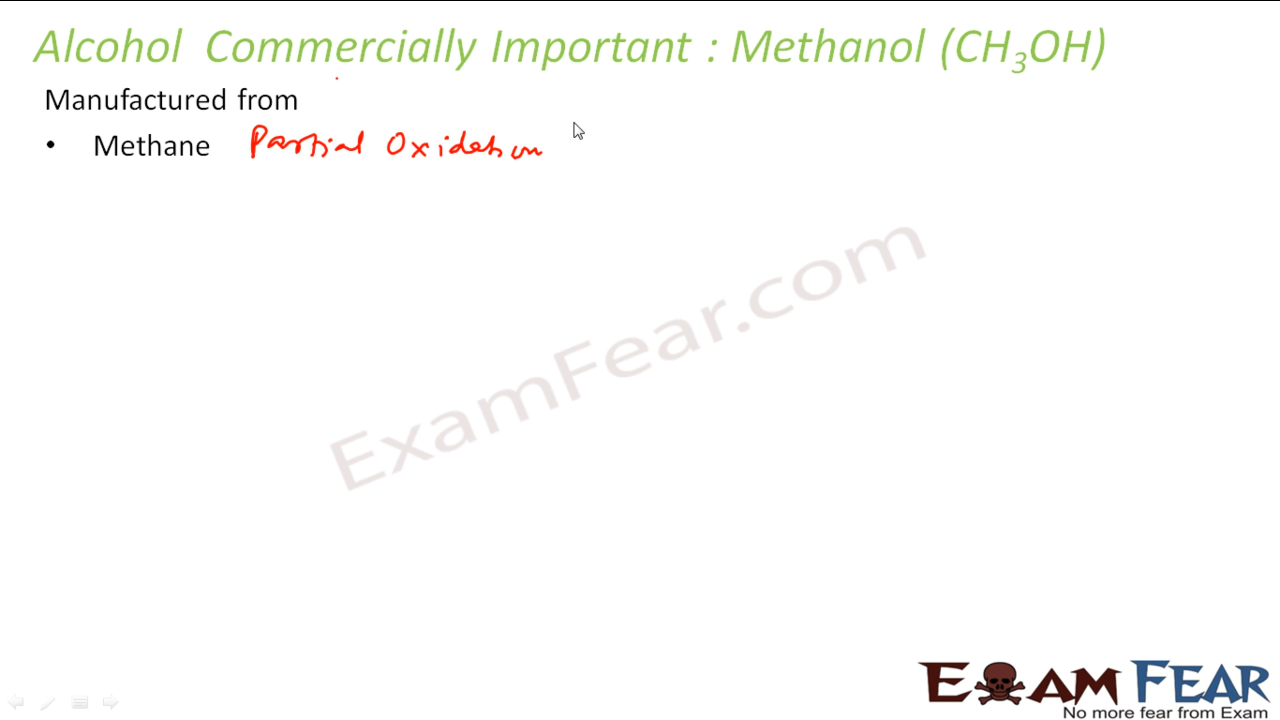 Alcohol Commercially Important : Methanol (CH₃OH)
Manufactured from
• Methane Partial Oxidation
ExamFear.com
EXAM FEAR
No more fear from Exam